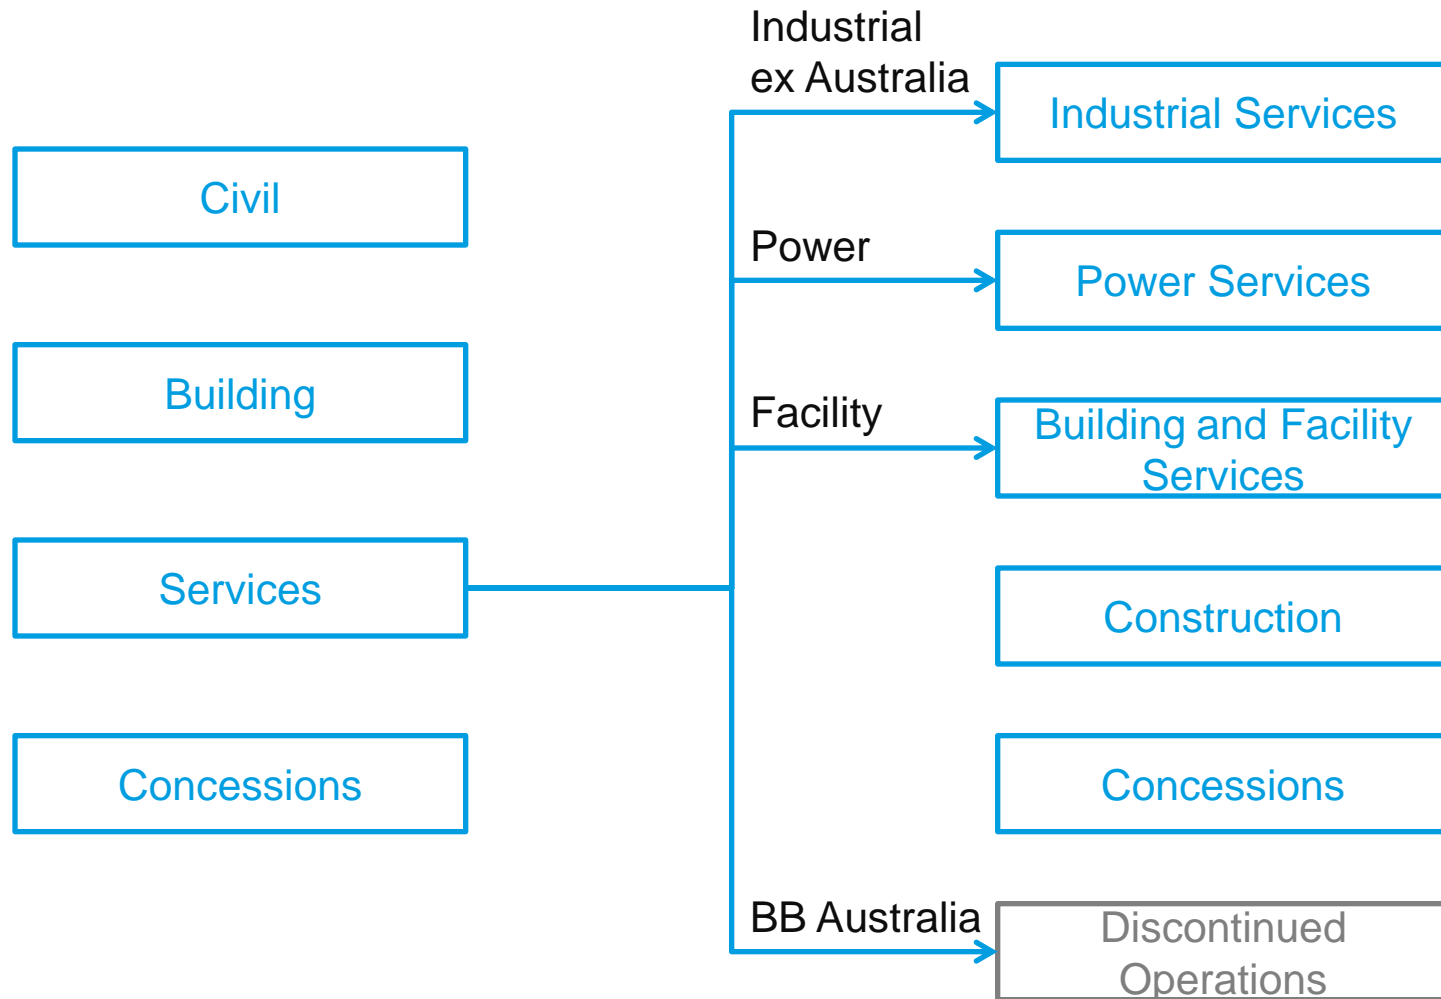 Civil
Building
Services
Concessions
Industrial
ex Australia
Power
Facility
BB Australia
Industrial Services
Power Services
Building and Facility
Services
Construction
Concessions
Discontinued
Operations